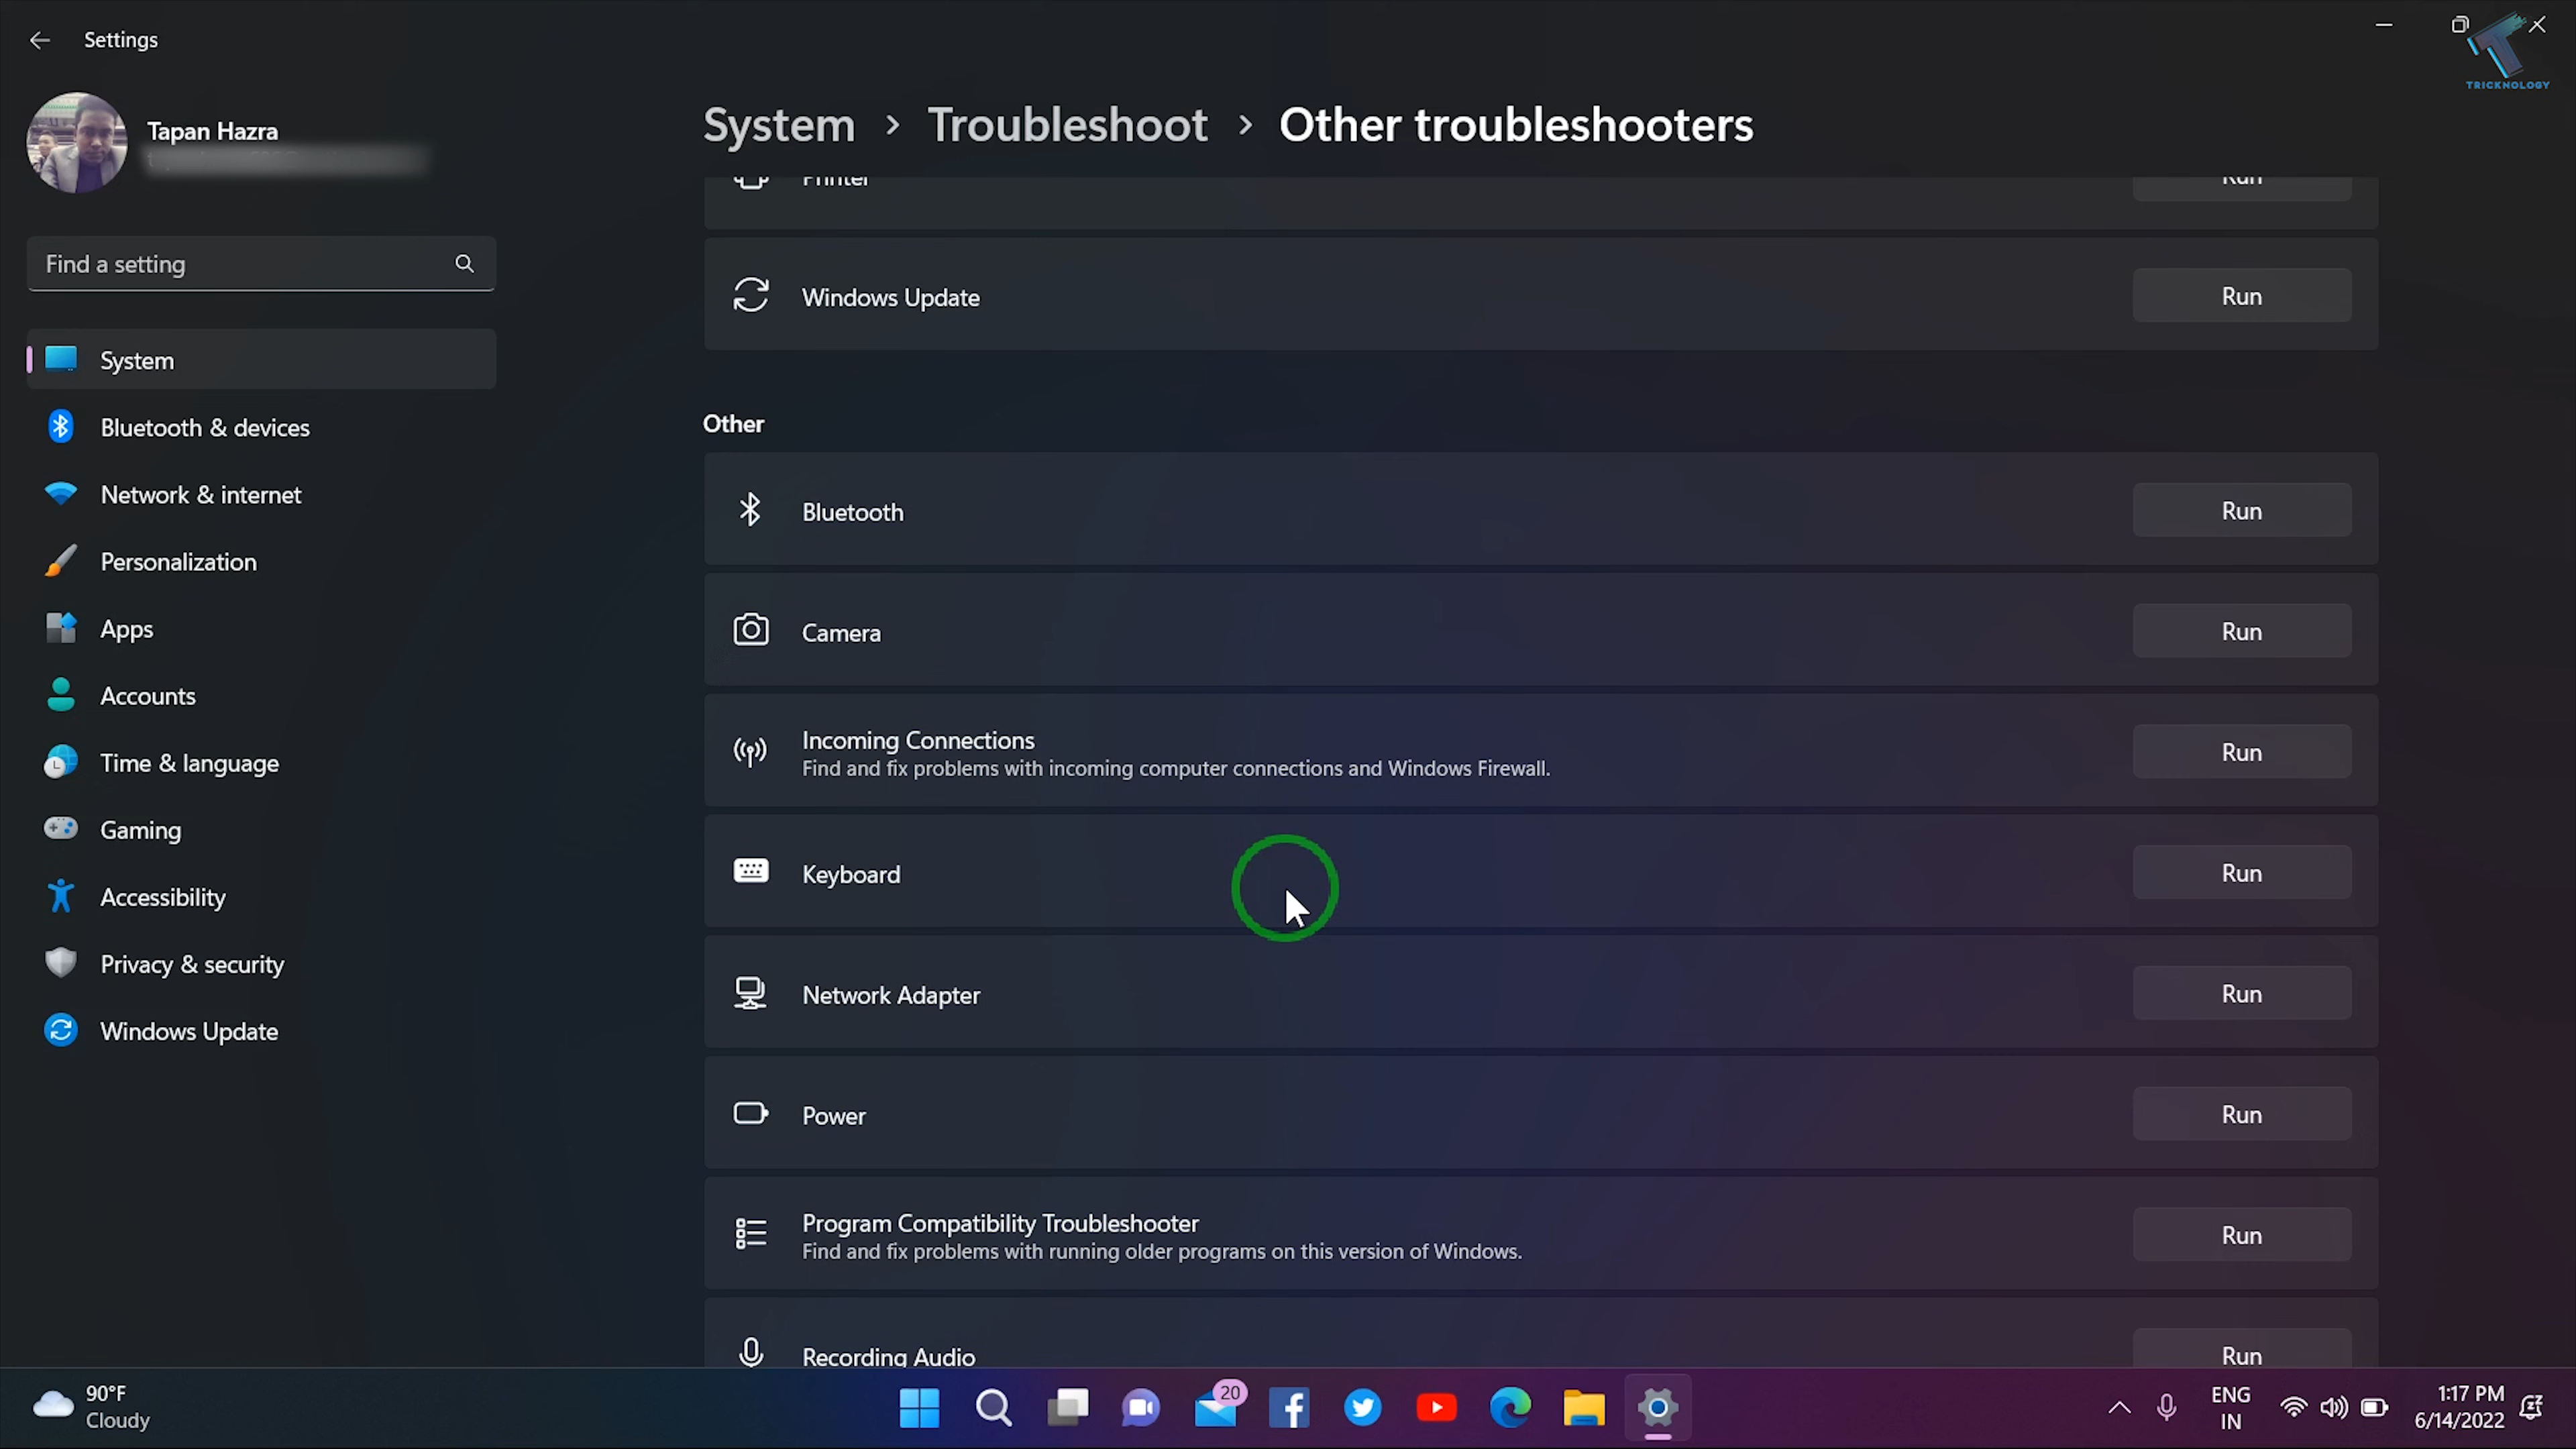 Settings
TRICKNOLOGY
Tapan Hazra
System > Troubleshoot > Other troubleshooters
Find a setting
System
Bluetooth & devices
Network & internet
Personalization
Apps
Accounts
Time & language
Gaming
Accessibility
Privacy & security
Windows Update
Printer Run
Windows Update Run
Other
Bluetooth Run
Camera Run
Incoming Connections
Find and fix problems with incoming computer connections and Windows Firewall.
Run
Keyboard Run
Network Adapter Run
Power Run
Program Compatibility Troubleshooter
Find and fix problems with running older programs on this version of Windows.
Run
Recording Audio Run
90°F
Cloudy
20
ENG
IN
1:17 PM
6/14/2022